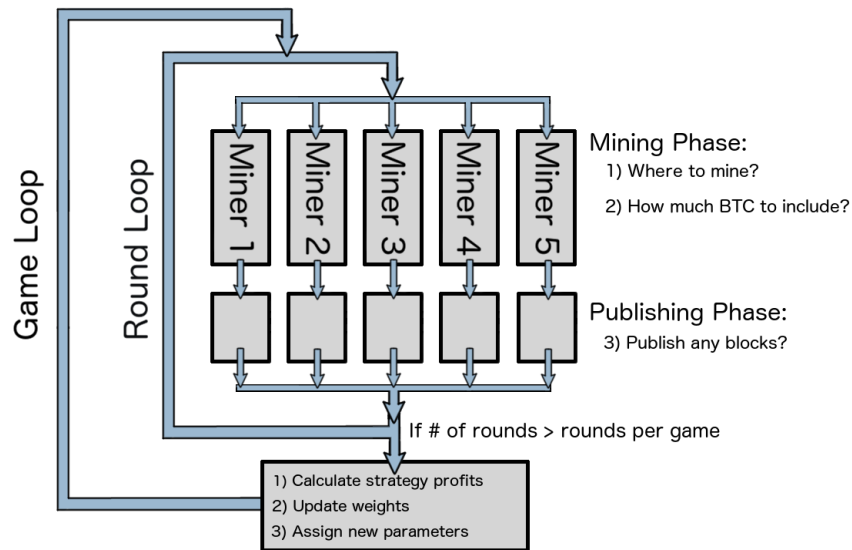 Game Loop
Round Loop
Miner 1
Miner 2
Miner 3
Miner 4
Miner 5
Mining Phase:
1) Where to mine?
2) How much BTC to include?
Publishing Phase:
3) Publish any blocks?
If # of rounds > rounds per game
1) Calculate strategy profits
2) Update weights
3) Assign new parameters